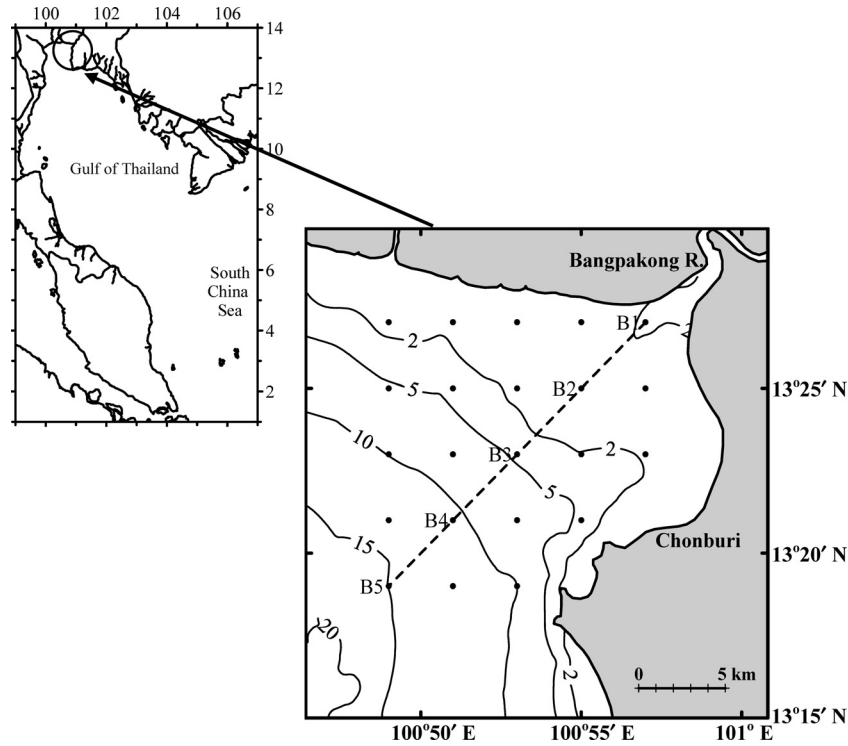 100 102 104 106
14
12
10
8
6
4
2
Gulf of Thailand
South
China
Sea
Bangpakong R.
B1
2
2
B2
13°25′ N
5
10
B3
2
5
B4
15
Chonburi
13°20′ N
B5
20
2
0 5 km
13°15′ N
100°50′ E 100°55′ E 101° E